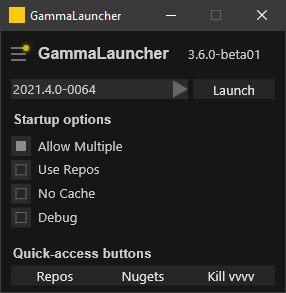 GammaLauncher
GammaLauncher 3.6.0-beta01
2021.4.0-0064 Launch
Startup options
Allow Multiple
Use Repos
No Cache
Debug
Quick-access buttons
Repos Nugets Kill vvvv